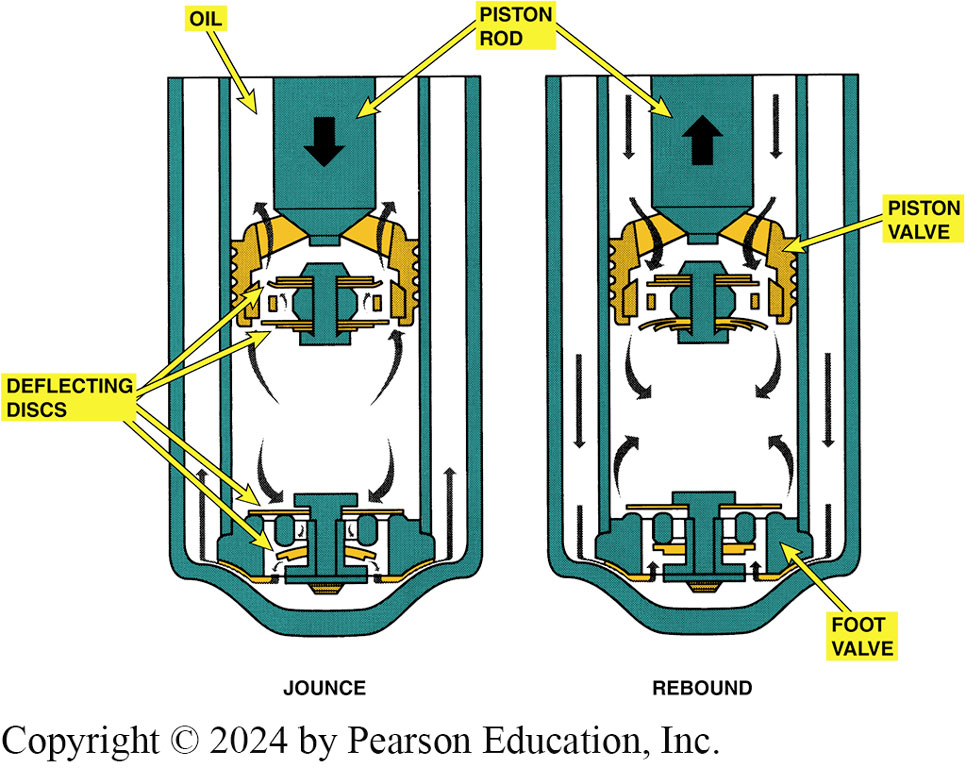 OIL
PISTON
ROD
PISTON
VALVE
DEFLECTING
DISCS
FOOT
VALVE
JOUNCE
REBOUND
Copyright © 2024 by Pearson Education, Inc.